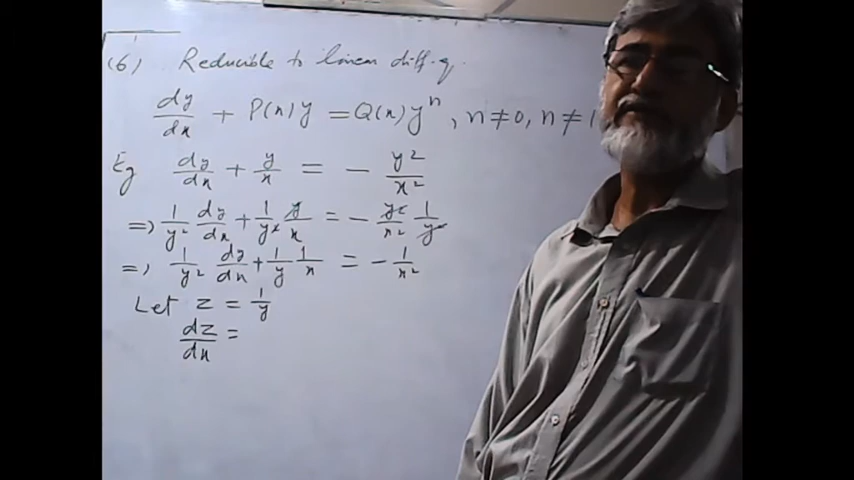 (6) Reducible to linear diff. eq.
dy/dx + P(x)y = Q(x)y^n, n ≠ 0, n ≠ 1
Eg dy/dx + y/x = - y²/x²
=> 1/y² dy/dx + 1/y² y/x = - y²/x² 1/y²
=> 1/y² dy/dx + 1/y 1/x = - 1/x²
Let z = 1/y
dz/dx =